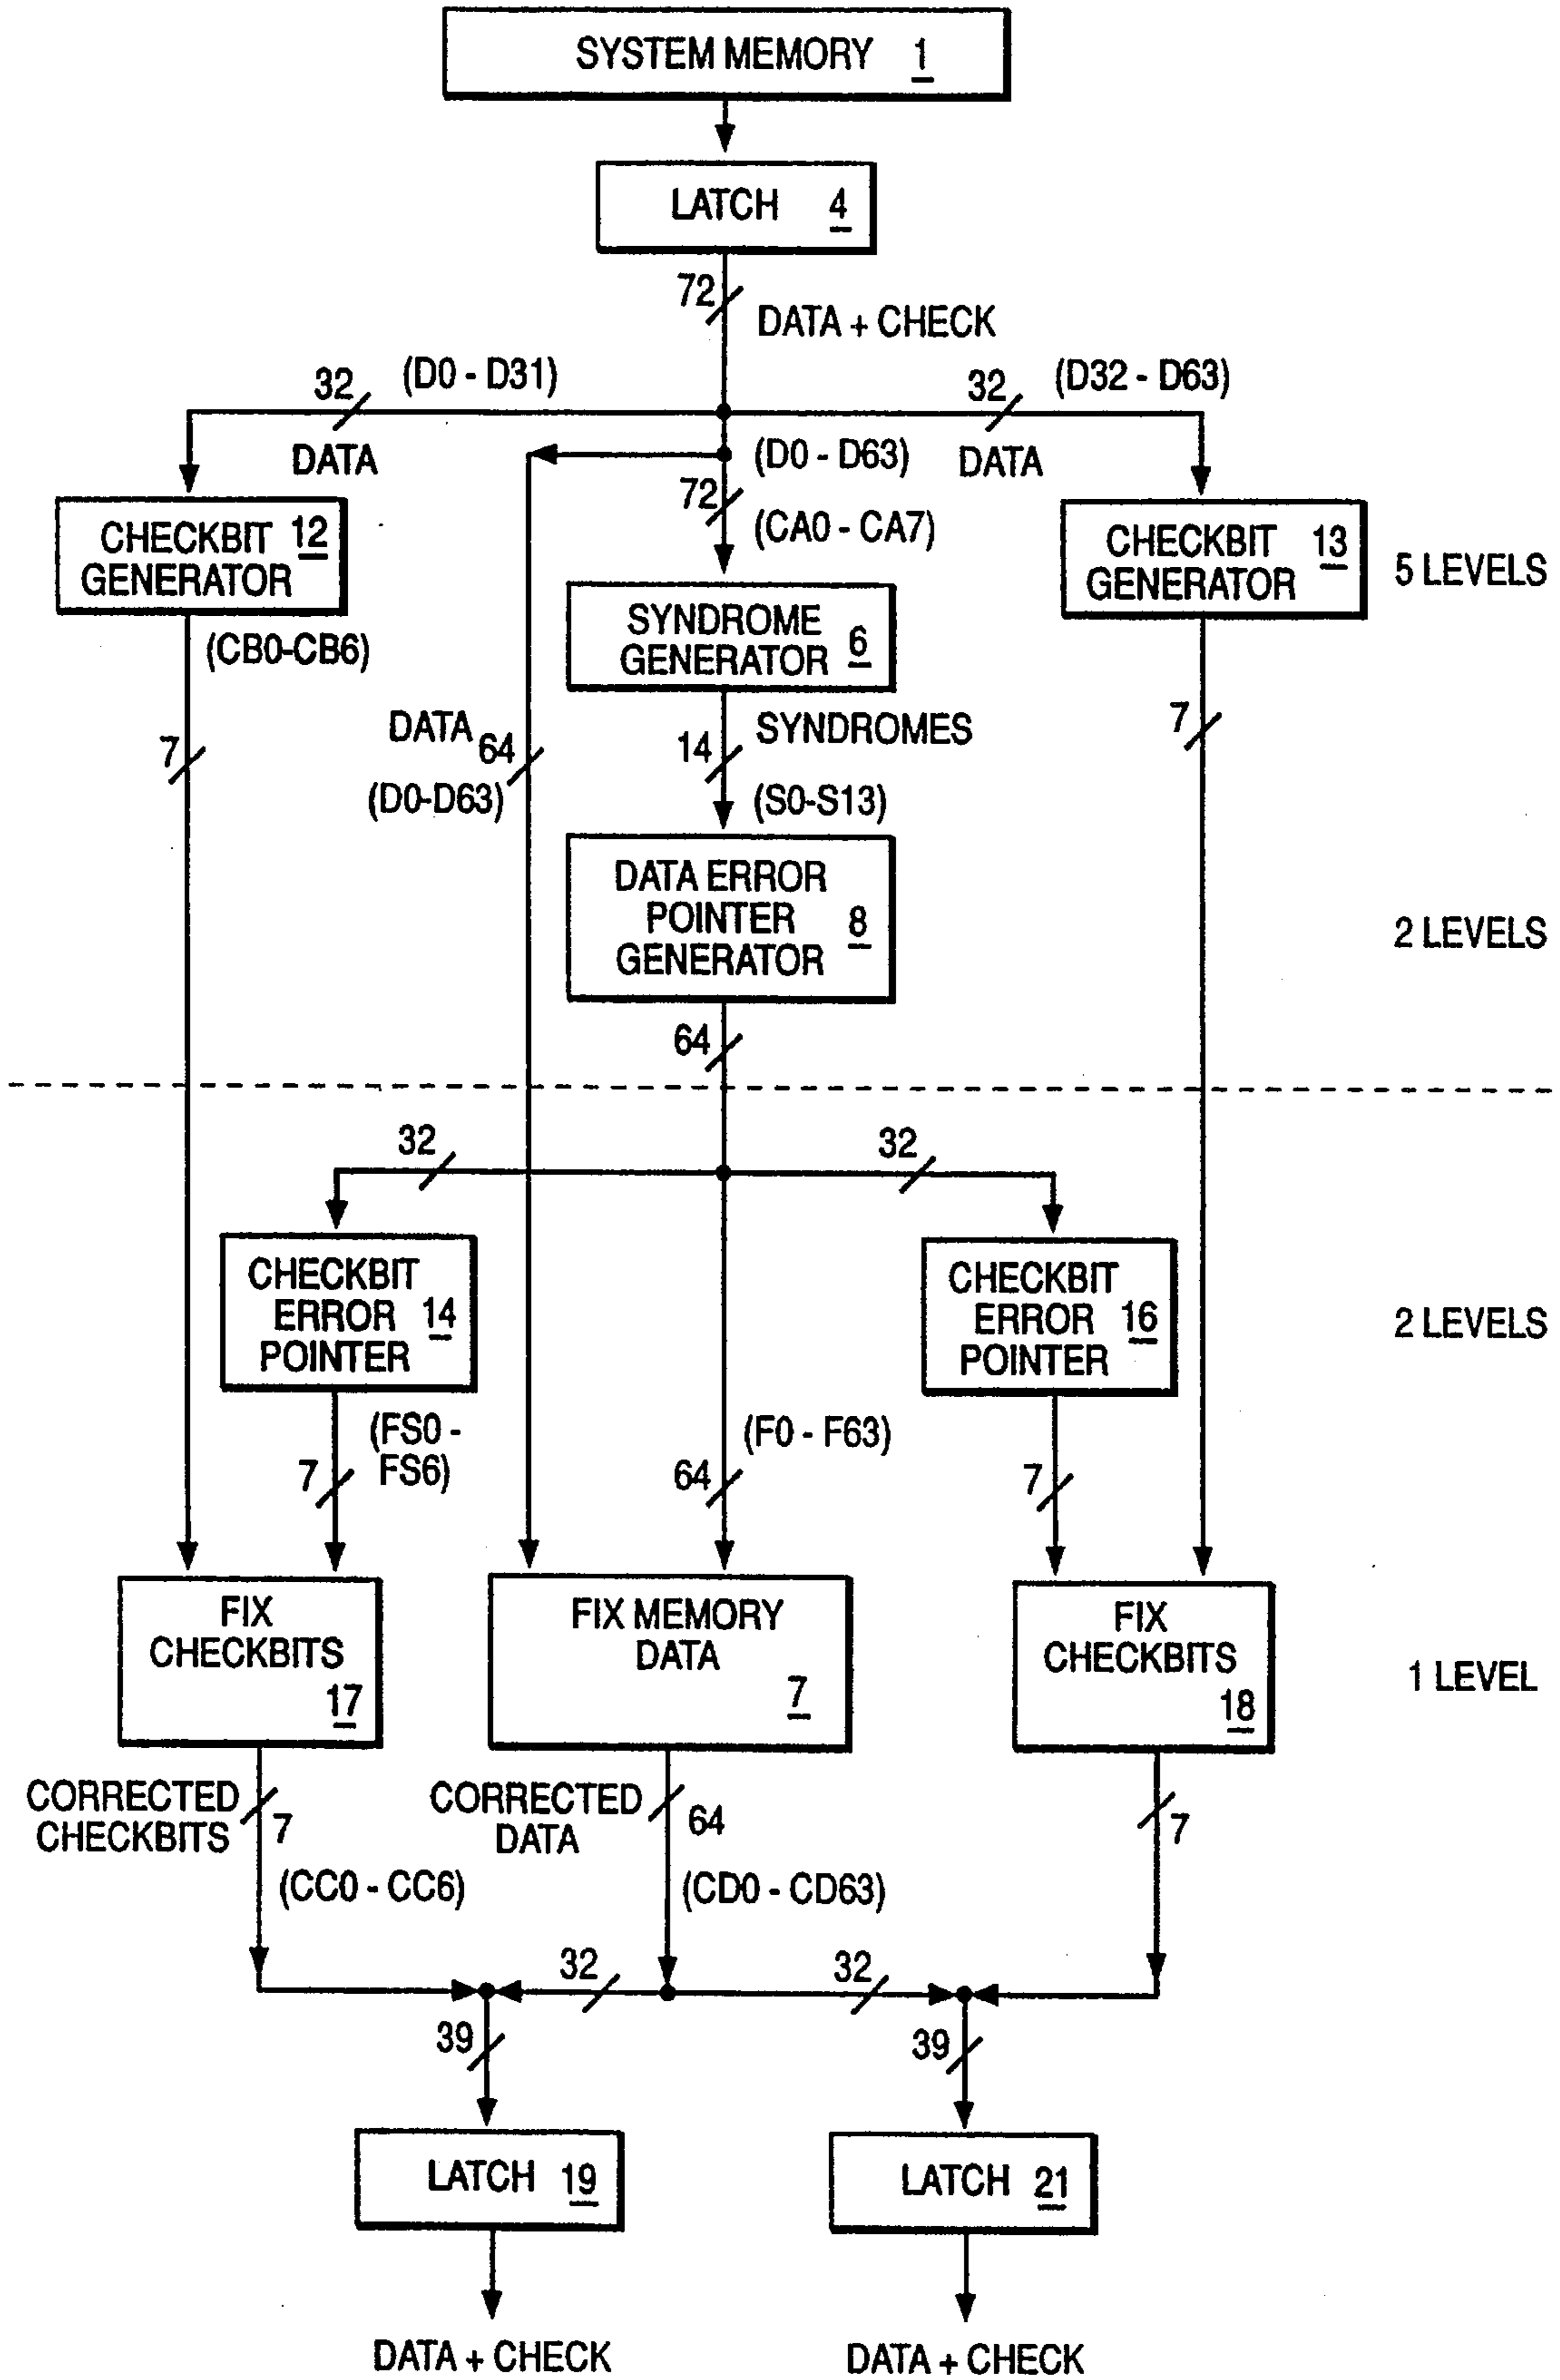 SYSTEM MEMORY 1
LATCH 4
72
DATA + CHECK
32 (D0 - D31)
32 (D32 - D63)
DATA
(D0 - D63)
DATA
72
(CA0 - CA7)
CHECKBIT 12
GENERATOR
CHECKBIT 13
GENERATOR
5 LEVELS
SYNDROME
GENERATOR 6
(CB0-CB6)
7
DATA 64
(D0-D63)
14
SYNDROMES
(S0-S13)
7
DATA ERROR
POINTER 8
GENERATOR
2 LEVELS
64
32
32
CHECKBIT
ERROR 14
POINTER
CHECKBIT
ERROR 16
POINTER
2 LEVELS
(FS0 -
FS6)
7
(F0 - F63)
64
7
FIX
CHECKBITS
17
FIX MEMORY
DATA
7
FIX
CHECKBITS
18
1 LEVEL
CORRECTED
CHECKBITS
7
(CC0 - CC6)
CORRECTED
DATA
64
(CD0 - CD63)
7
32
32
39
39
LATCH 19
LATCH 21
DATA + CHECK
DATA + CHECK